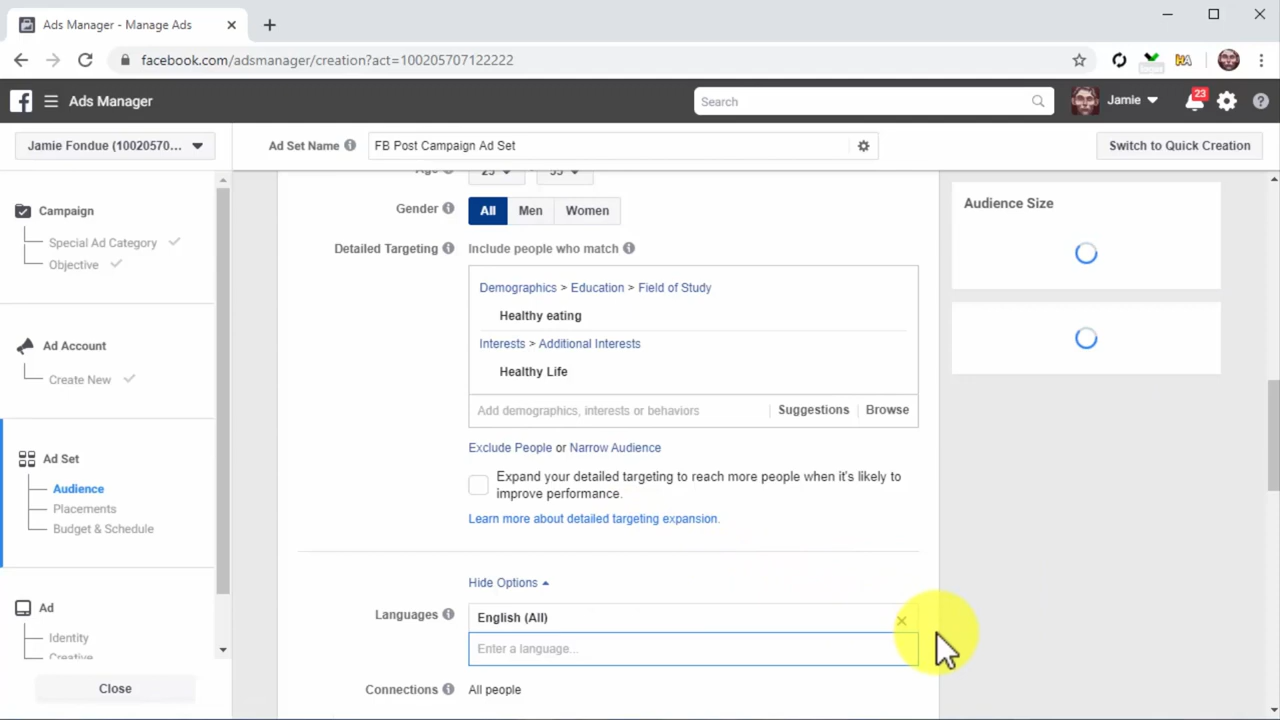 Ads Manager - Manage Ads
facebook.com/adsmanager/creation?act=100205707122222
Ads Manager
Search
Jamie
23
Jamie Fondue (10020570...
Ad Set Name
FB Post Campaign Ad Set
Switch to Quick Creation
Campaign
Special Ad Category
Objective
Ad Account
Create New
Ad Set
Audience
Placements
Budget & Schedule
Ad
Identity
Creative
Close
Age
Gender
All Men Women
Detailed Targeting
Include people who match
Demographics > Education > Field of Study
Healthy eating
Interests > Additional Interests
Healthy Life
Add demographics, interests or behaviors
Suggestions
Browse
Exclude People or Narrow Audience
Expand your detailed targeting to reach more people when it's likely to
improve performance.
Learn more about detailed targeting expansion.
Hide Options
Languages
English (All)
Enter a language...
Connections
All people
Audience Size